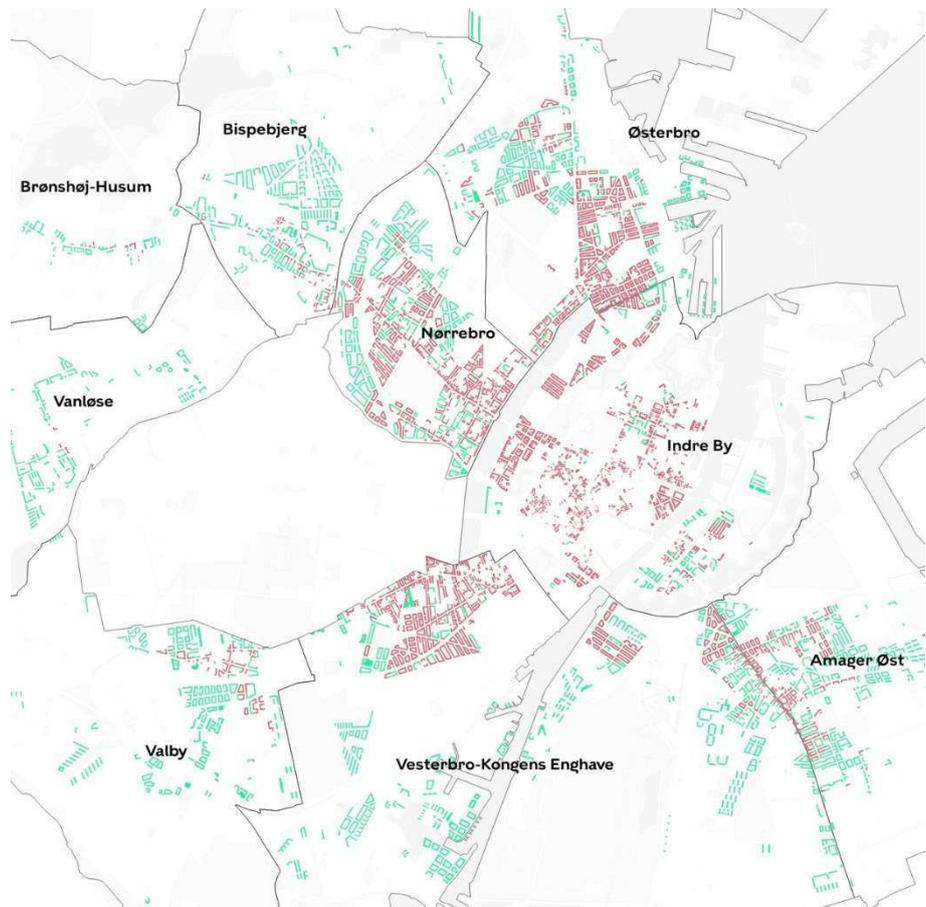 Bispebjerg
Østerbro
Brønshøj-Husum
Nørrebro
Vanløse
Indre By
Amager Øst
Valby
Vesterbro-Kongens Enghave